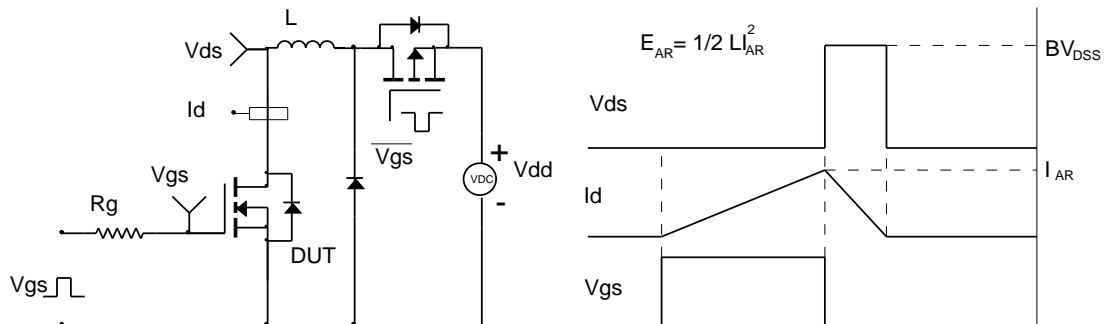 L
Vds
Id
Vgs
Rg
DUT
Vgs
Vgs
VDC
+
-
Vdd
E_AR= 1/2 LI_AR^2
Vds
BV_DSS
Id
I_AR
Vgs